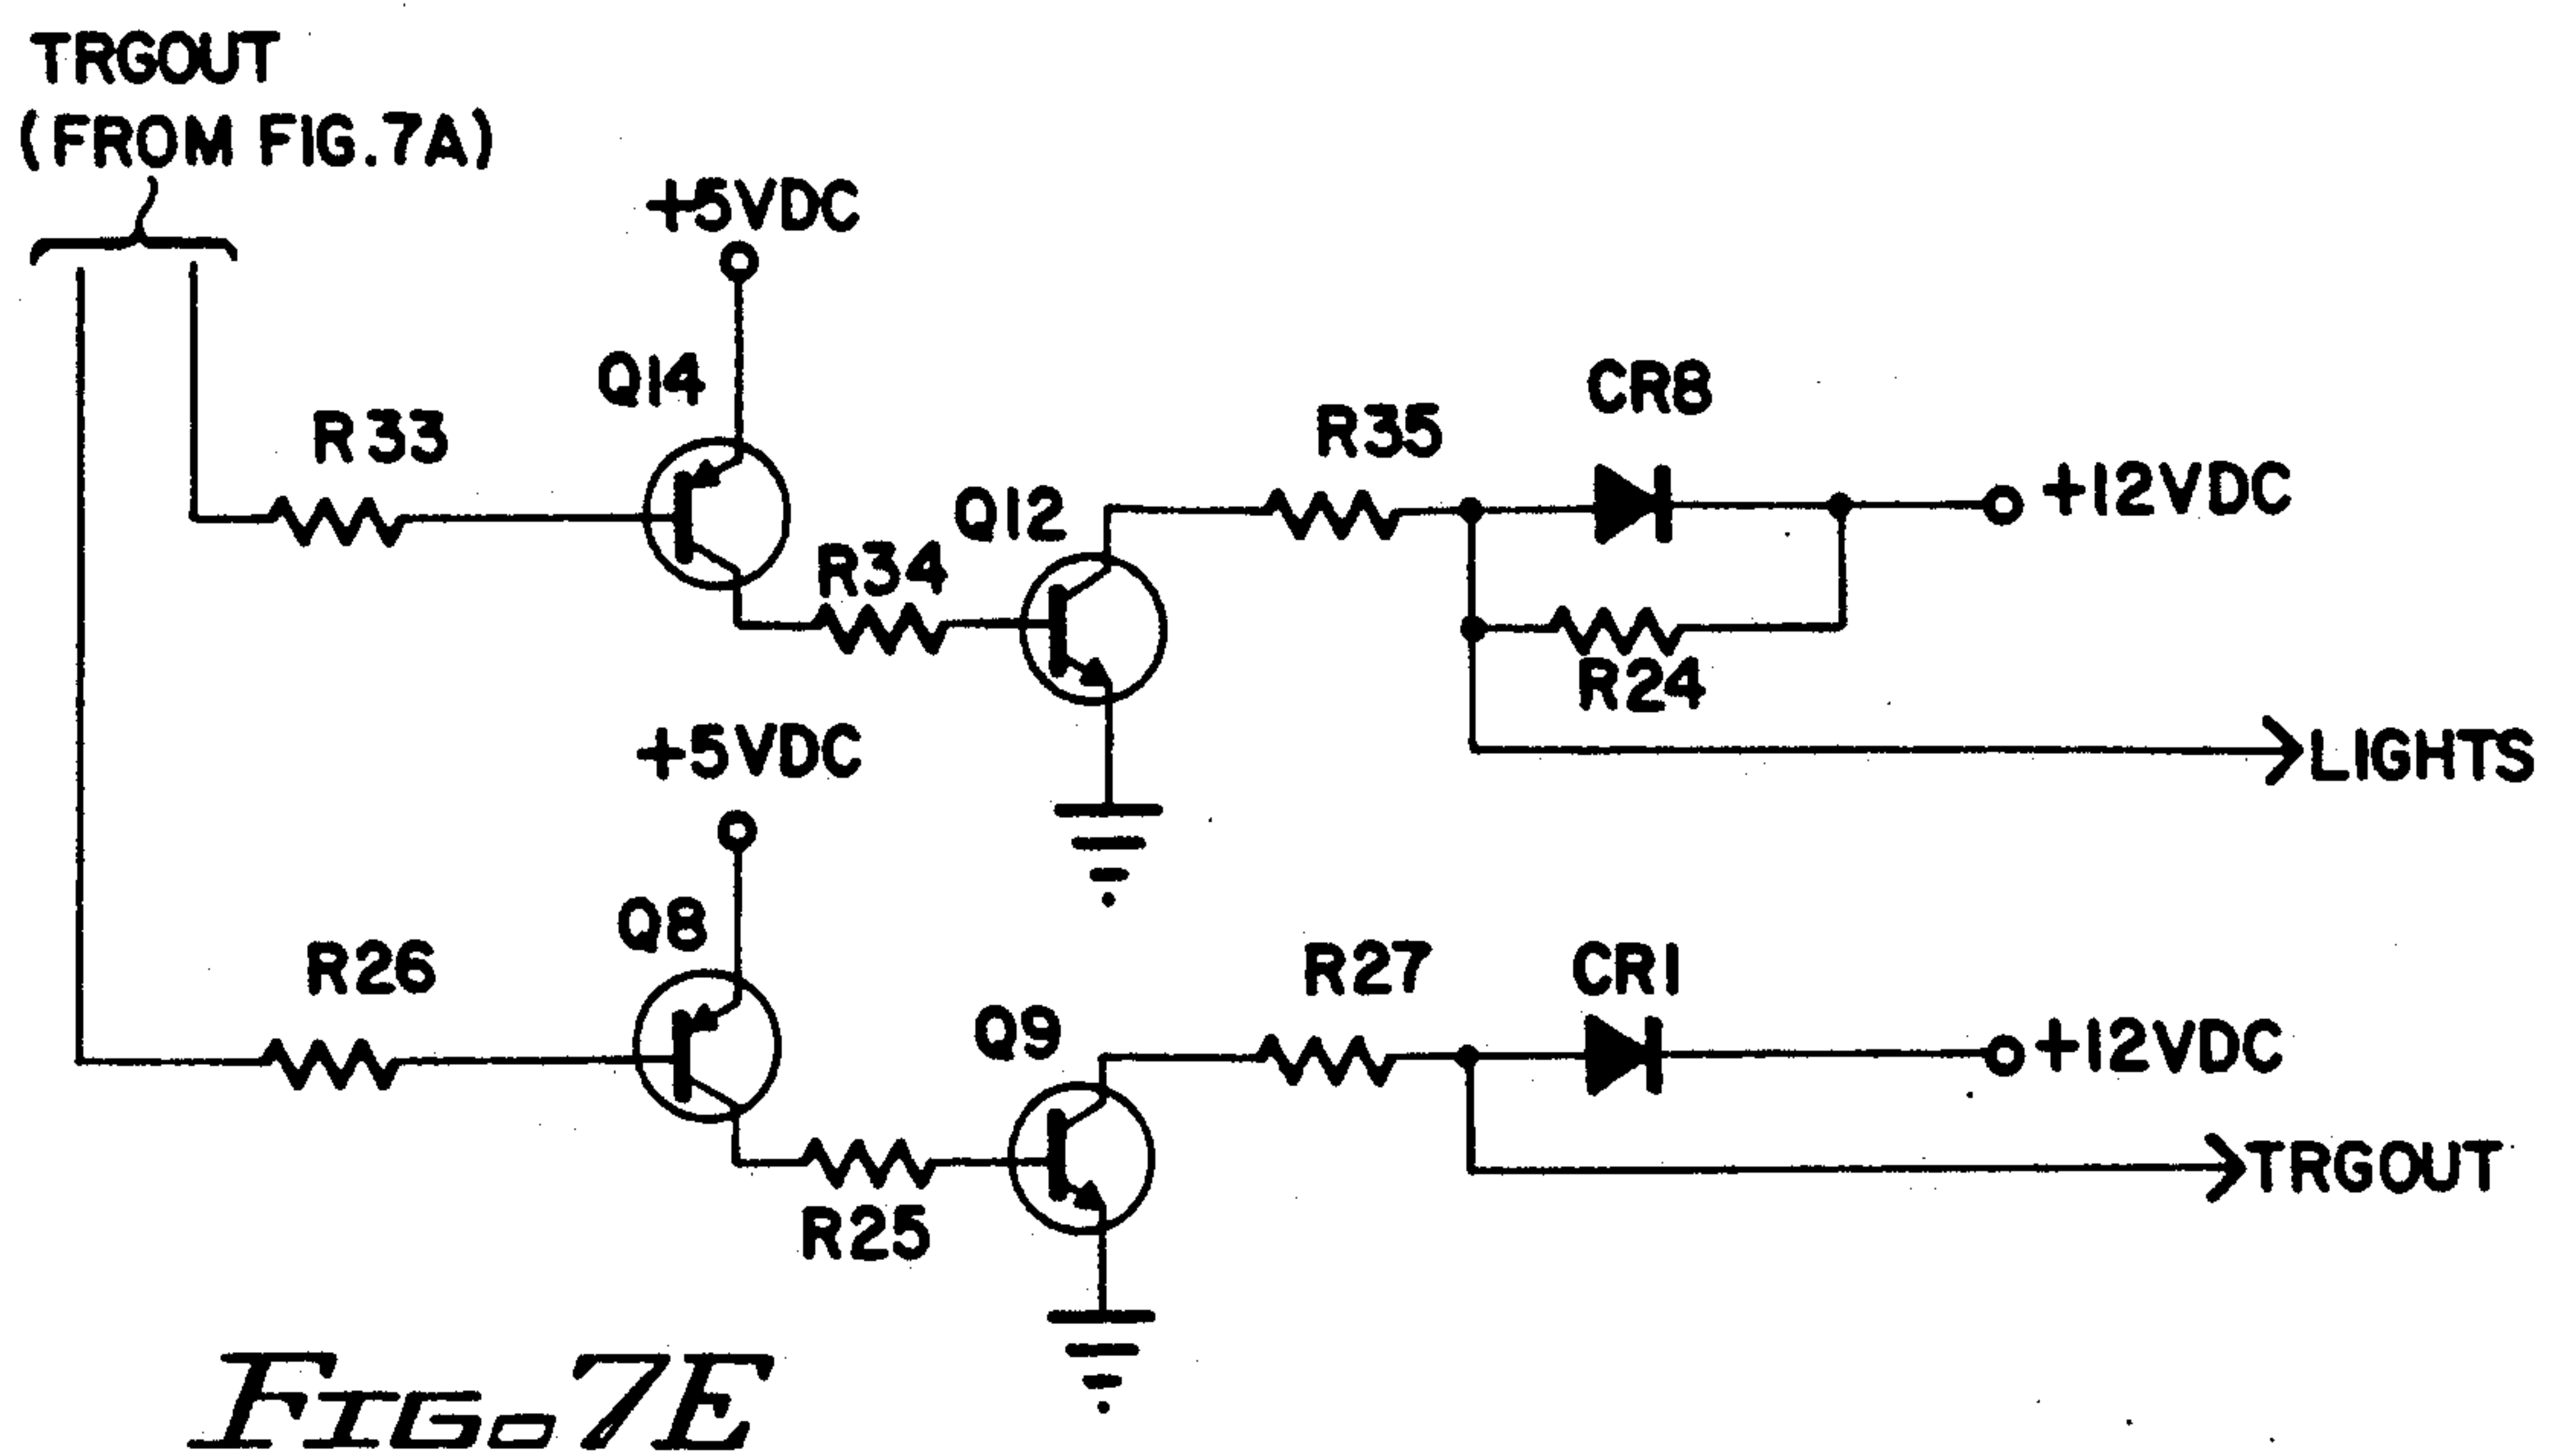 TRGOUT
(FROM FIG.7A)
+5VDC
Q14
R33
R34
Q12
R35
CR8
+12VDC
R24
LIGHTS
+5VDC
Q8
R26
R25
Q9
R27
CR1
+12VDC
TRGOUT
FIG. 7E